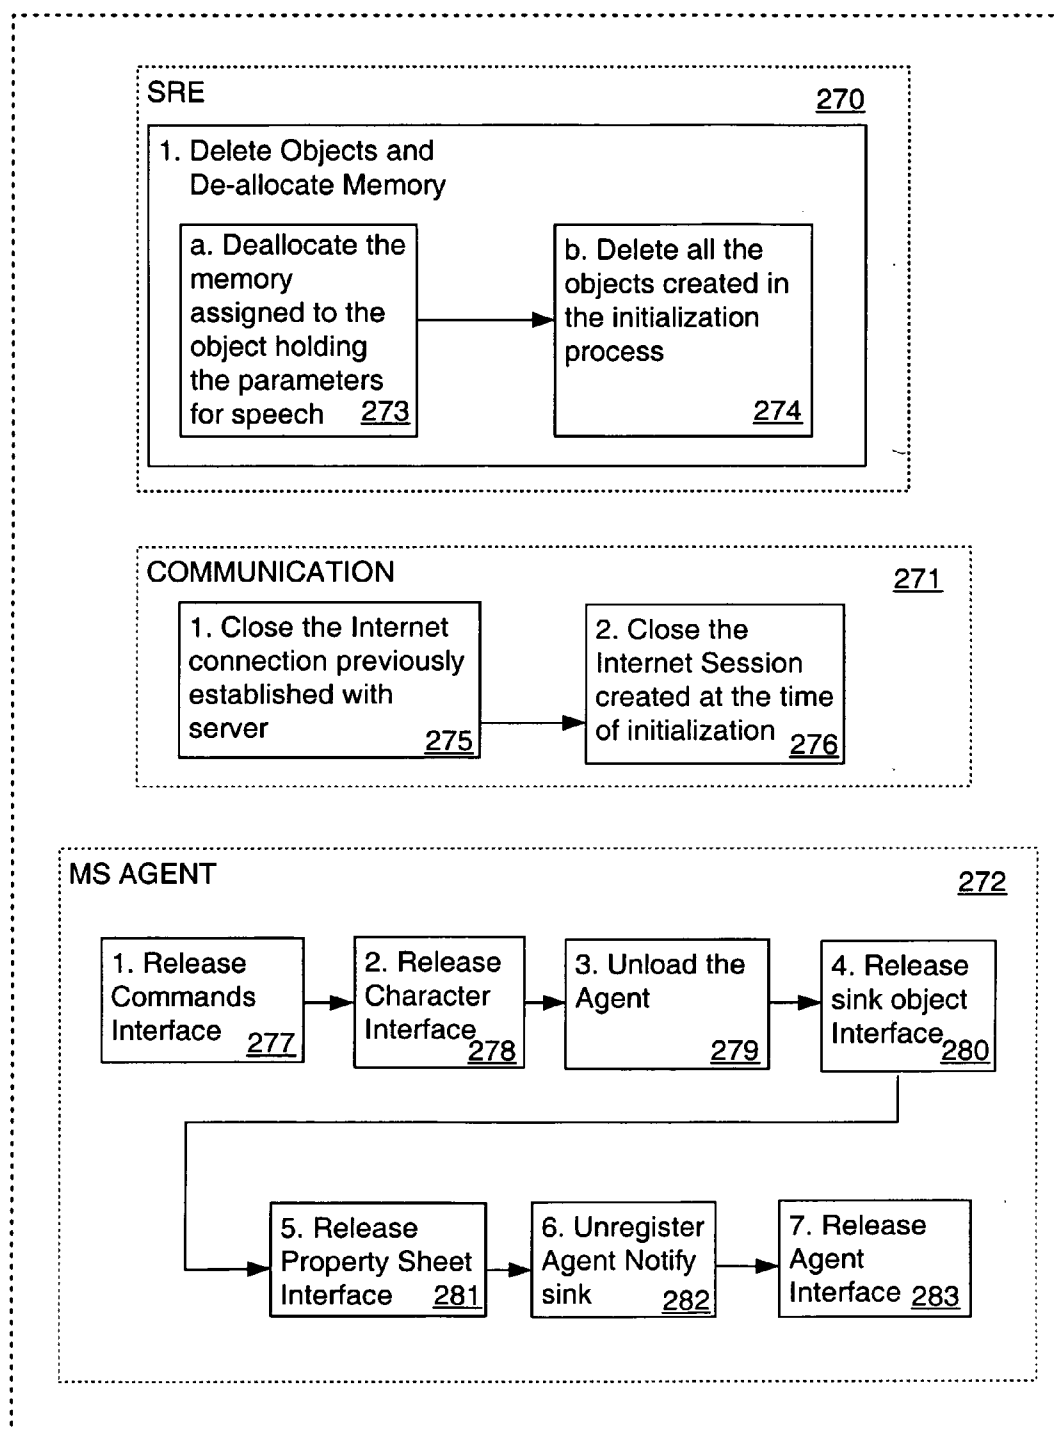 SRE
270
1. Delete Objects and
De-allocate Memory
a. Deallocate the
memory
assigned to the
object holding
the parameters
for speech 273
b. Delete all the
objects created in
the initialization
process
274
COMMUNICATION
271
1. Close the Internet
connection previously
established with
server 275
2. Close the
Internet Session
created at the time
of initialization 276
MS AGENT
272
1. Release
Commands
Interface 277
2. Release
Character
Interface 278
3. Unload the
Agent
279
4. Release
sink object
Interface 280
5. Release
Property Sheet
Interface 281
6. Unregister
Agent Notify
sink 282
7. Release
Agent
Interface 283